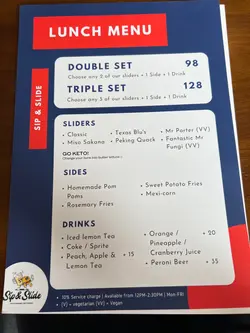 LUNCH MENU
SIP & SLIDE
DOUBLE SET 98
Choose any 2 of our sliders + 1 Side + 1 Drink
TRIPLE SET 128
Choose any 3 of our sliders + 1 Side + 1 Drink
SLIDERS
• Classic
• Miso Sakana
• Texas Blu's
• Peking Quack
• Mr Porter (VV)
• Fantastic Mr Fungi (VV)
GO KETO!
SIDES
• Homemade Pom Poms
• Rosemary Fries
• Sweet Potato Fries
• Mexi-corn
DRINKS
• Iced lemon Tea
• Coke / Sprite
• Peach, Apple & Lemon Tea + 15
• Orange / Pineapple / Cranberry Juice + 20
• Peroni Beer + 35
Sip & Slide
• 10% Service charge | Available from 12PM-2:30PM | Mon-FRI
• (V) = vegetarian |(VV) = Vegan